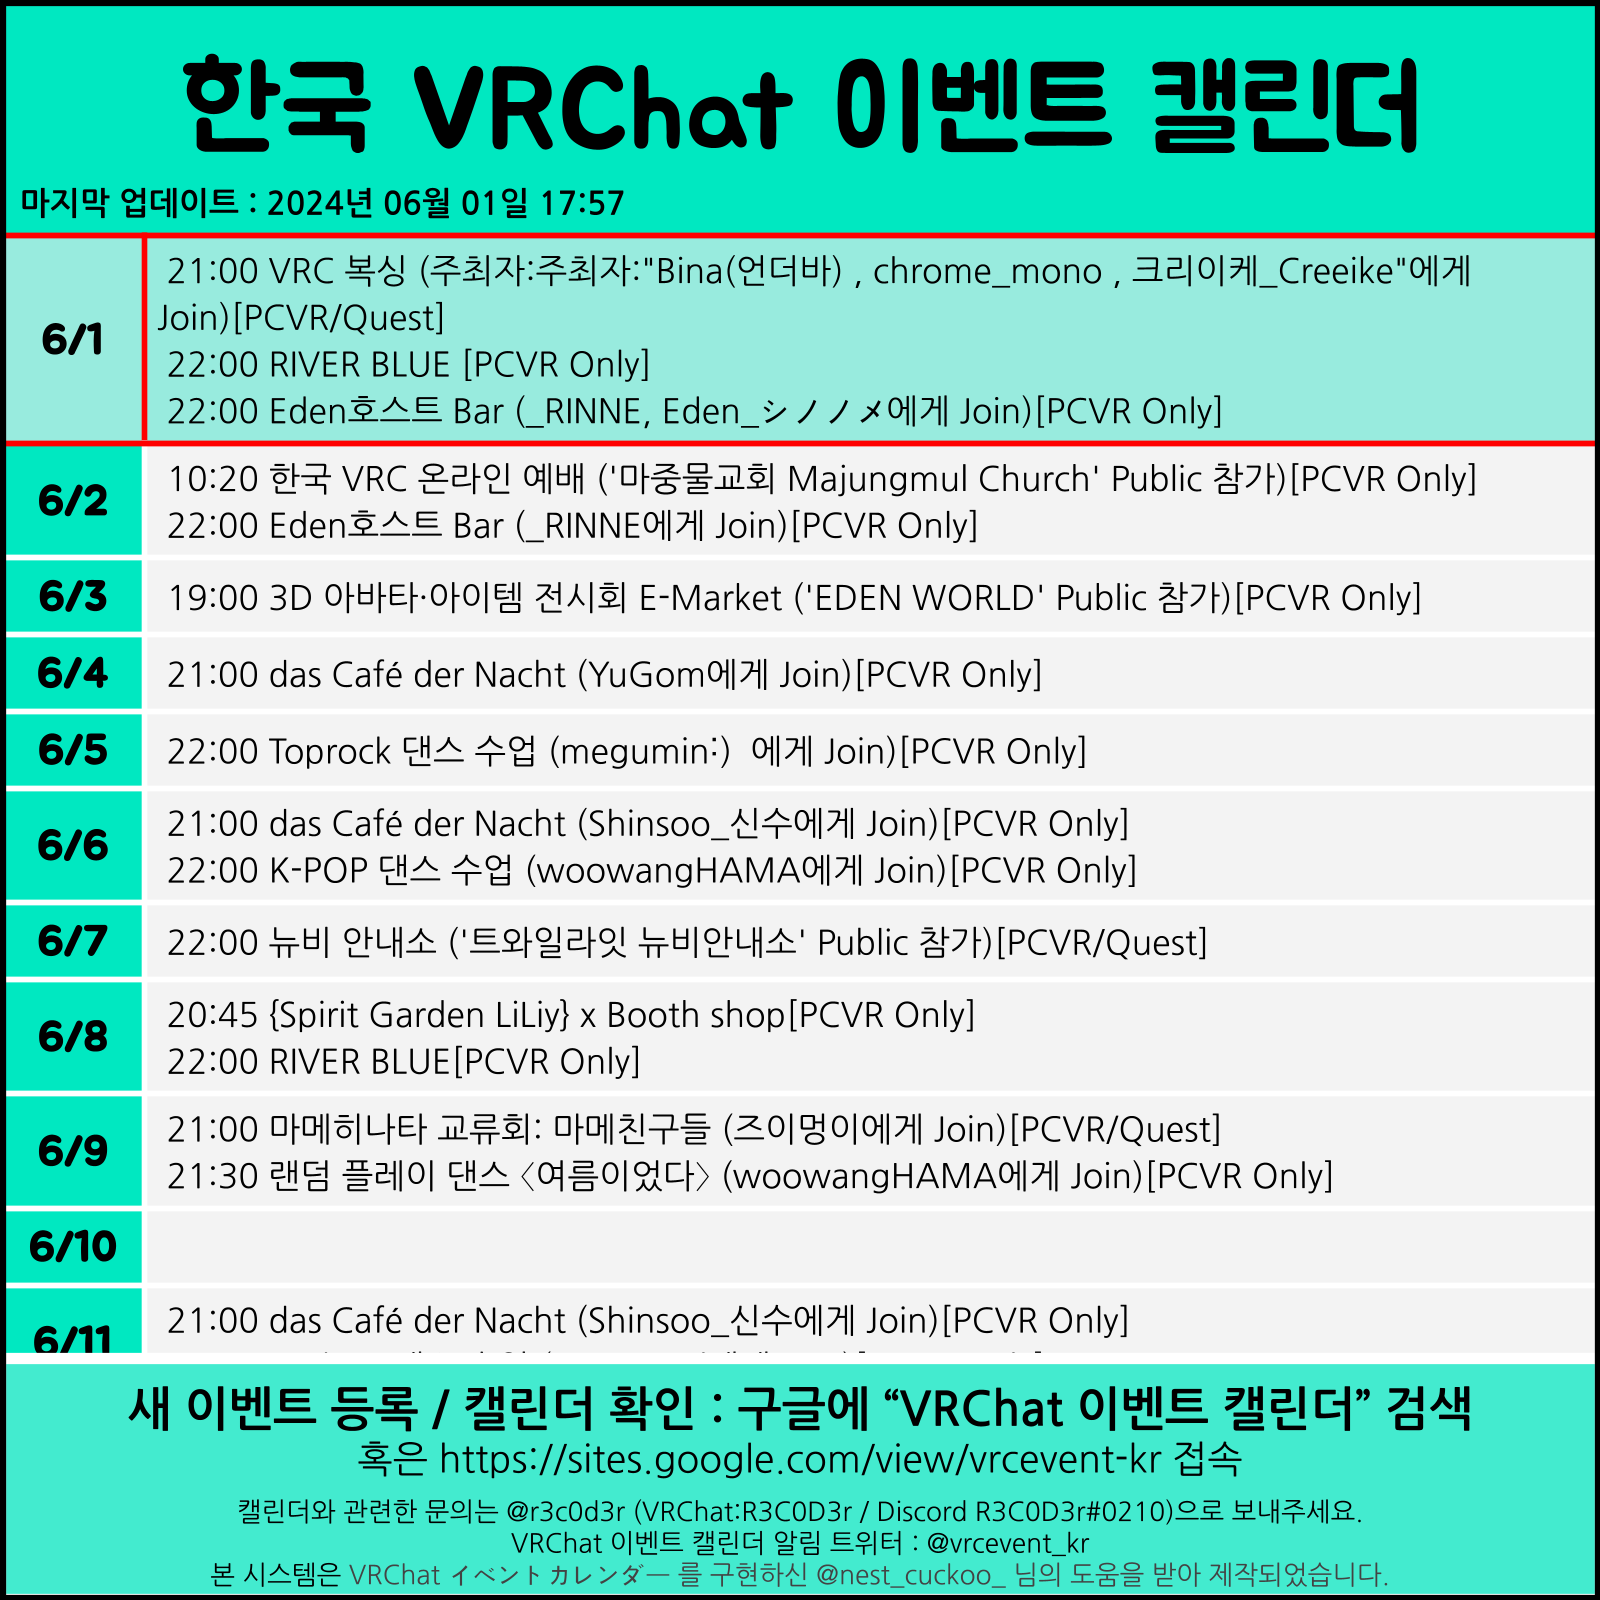 한국 VRChat 이벤트 캘린더
마지막 업데이트 : 2024년 06월 01일 17:57
6/1
21:00 VRC 복싱 (주최자:주최자:"Bina(언더바) , chrome_mono , 크리이케_Creeike"에게
Join)[PCVR/Quest]
22:00 RIVER BLUE [PCVR Only]
22:00 Eden호스트 Bar (_RINNE, Eden_シノノメ에게 Join)[PCVR Only]
6/2
10:20 한국 VRC 온라인 예배 ('마중물교회 Majungmul Church' Public 참가)[PCVR Only]
22:00 Eden호스트 Bar (_RINNE에게 Join)[PCVR Only]
6/3
19:00 3D 아바타·아이템 전시회 E-Market ('EDEN WORLD' Public 참가)[PCVR Only]
6/4
21:00 das Café der Nacht (YuGom에게 Join)[PCVR Only]
6/5
22:00 Toprock 댄스 수업 (megumin:)  에게 Join)[PCVR Only]
6/6
21:00 das Café der Nacht (Shinsoo_신수에게 Join)[PCVR Only]
22:00 K-POP 댄스 수업 (woowangHAMA에게 Join)[PCVR Only]
6/7
22:00 뉴비 안내소 ('트와일라잇 뉴비안내소' Public 참가)[PCVR/Quest]
6/8
20:45 {Spirit Garden LiLiy} x Booth shop[PCVR Only]
22:00 RIVER BLUE[PCVR Only]
6/9
21:00 마메히나타 교류회: 마메친구들 (즈이멍이에게 Join)[PCVR/Quest]
21:30 랜덤 플레이 댄스 〈여름이었다〉 (woowangHAMA에게 Join)[PCVR Only]
6/10
6/11
21:00 das Café der Nacht (Shinsoo_신수에게 Join)[PCVR Only]
새 이벤트 등록 / 캘린더 확인 : 구글에 “VRChat 이벤트 캘린더” 검색
혹은 https://sites.google.com/view/vrcevent-kr 접속
캘린더와 관련한 문의는 @r3c0d3r (VRChat:R3C0D3r / Discord R3C0D3r#0210)으로 보내주세요.
VRChat 이벤트 캘린더 알림 트위터 : @vrcevent_kr
본 시스템은 VRChat イベントカレンダー 를 구현하신 @nest_cuckoo_ 님의 도움을 받아 제작되었습니다.